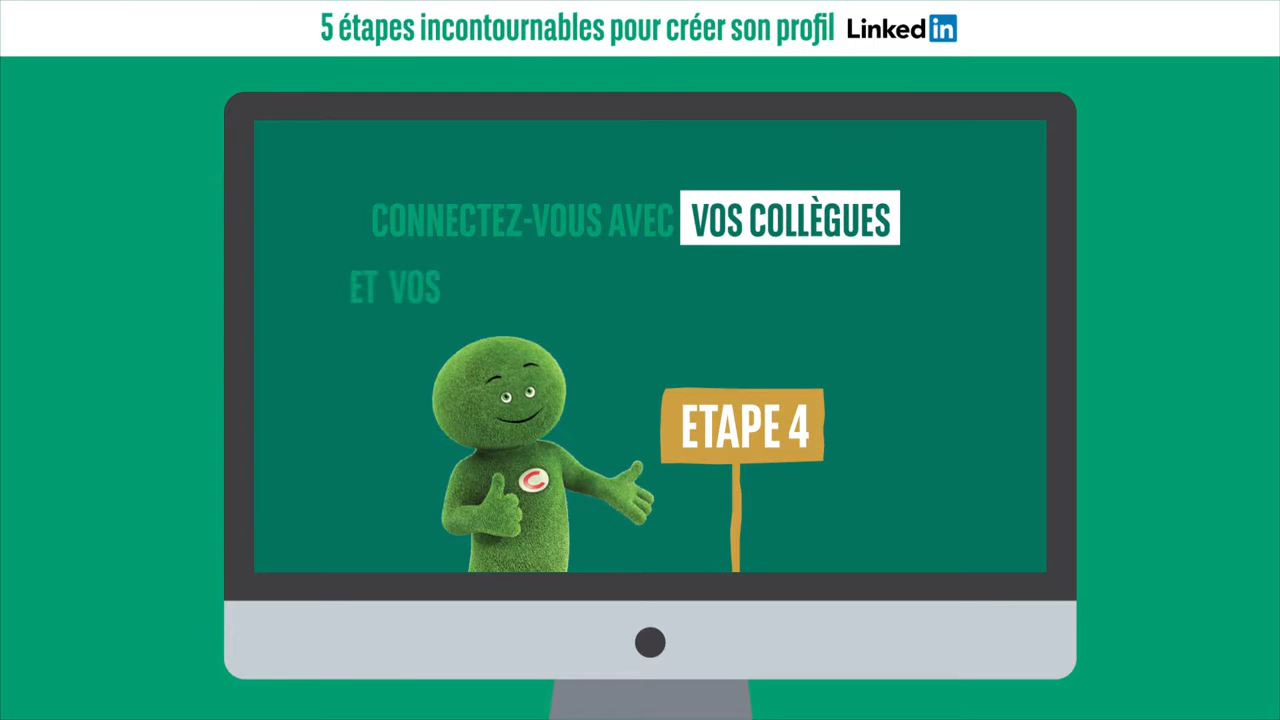 5 étapes incontournables pour créer son profil Linkedin
CONNECTEZ-VOUS AVEC VOS COLLÈGUES
ET VOS
C
ETAPE 4